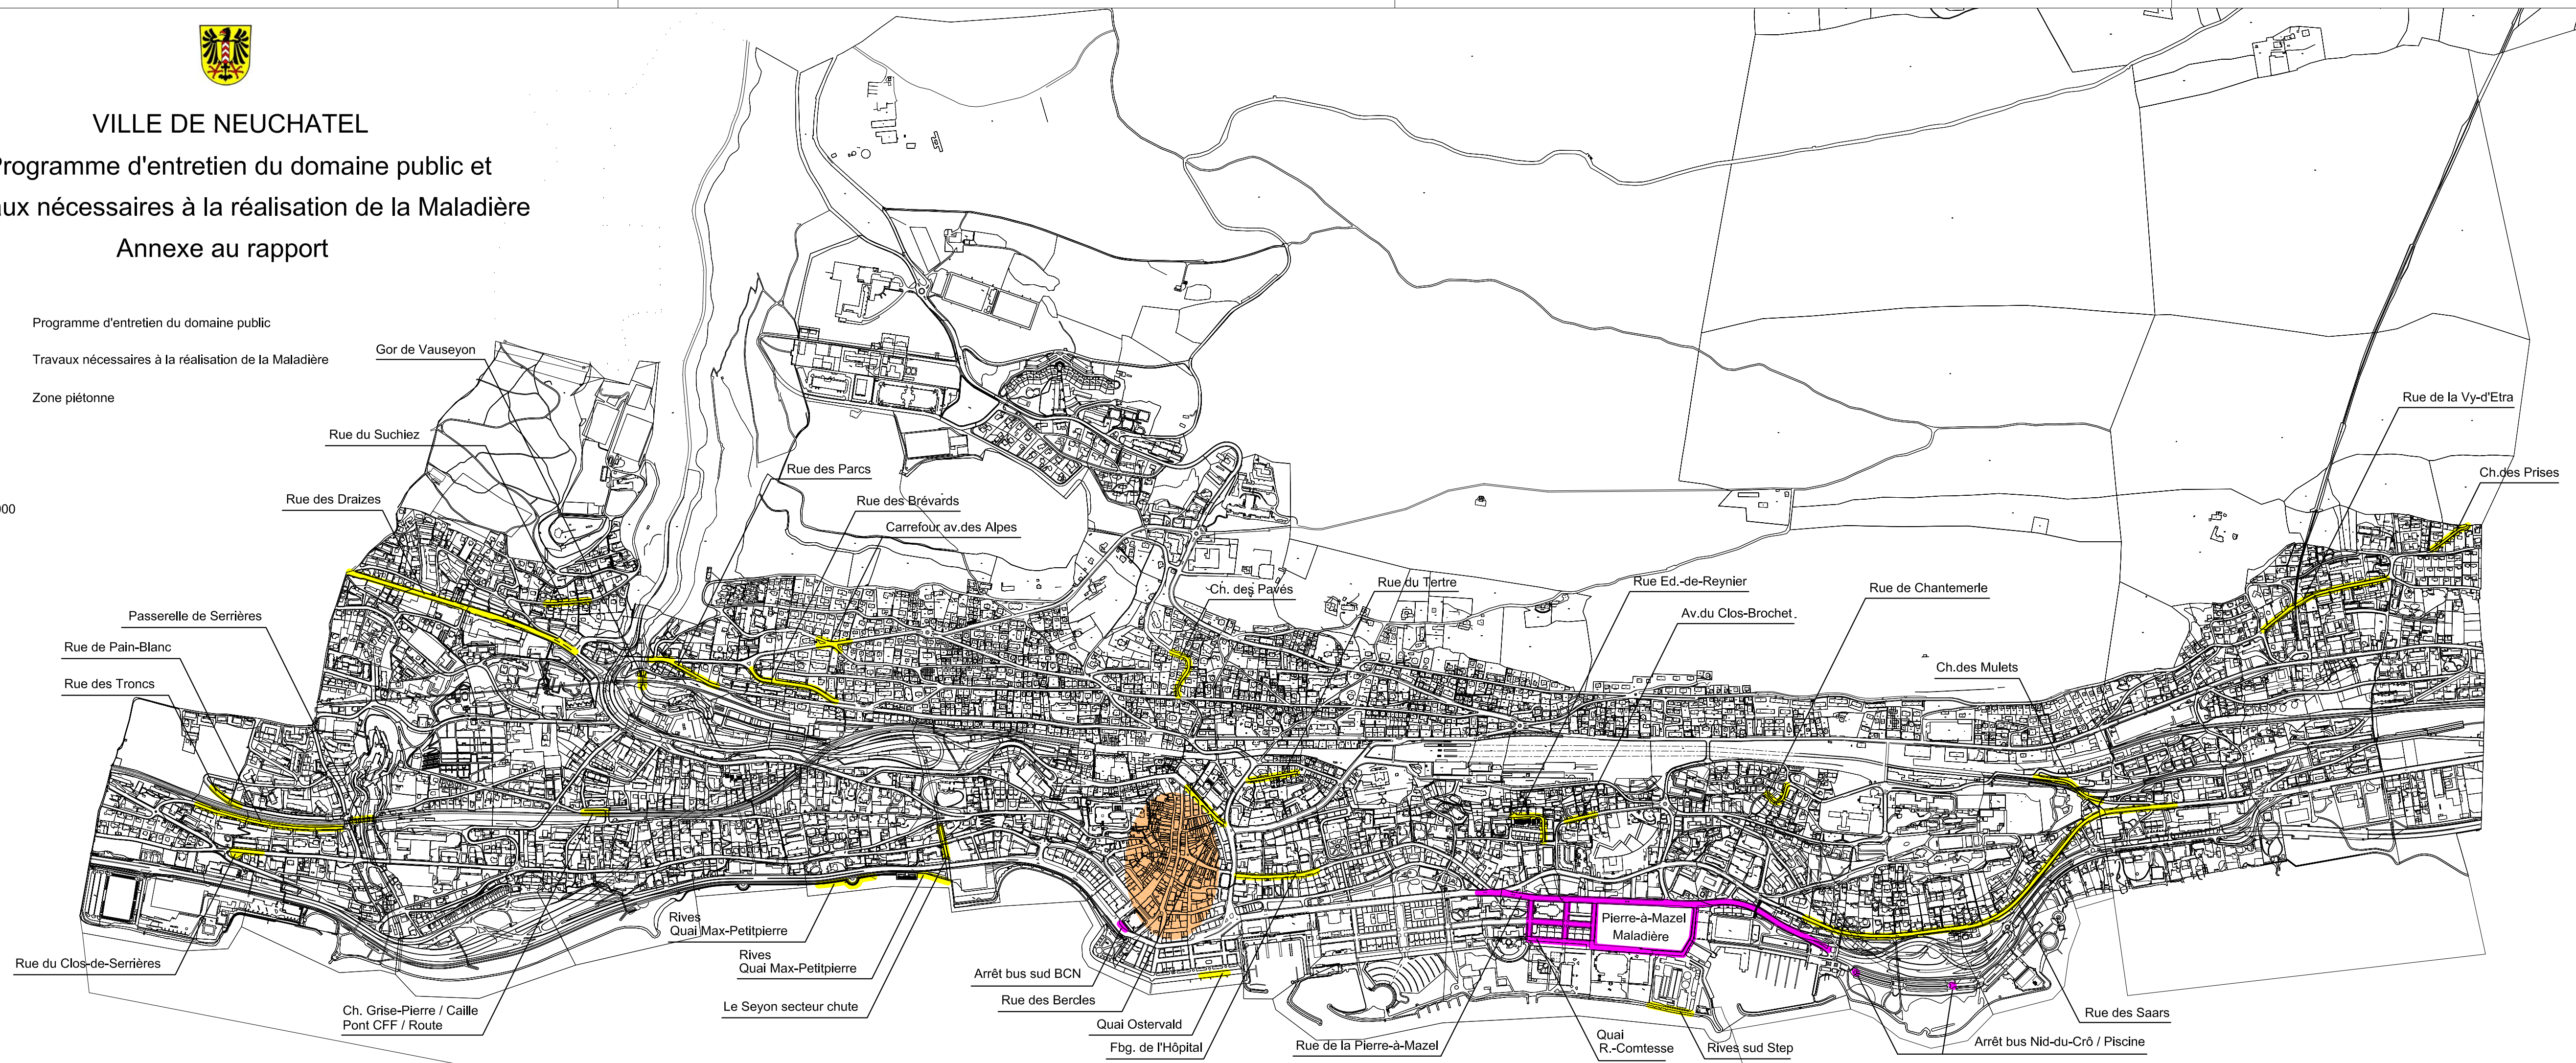 VILLE DE NEUCHATEL
Programme d'entretien du domaine public et
aux nécessaires à la réalisation de la Maladière
Annexe au rapport
Programme d'entretien du domaine public
Travaux nécessaires à la réalisation de la Maladière
Zone piétonne
000
Gor de Vauseyon
Rue du Suchiez
Rue des Draizes
Passerelle de Serrières
Rue de Pain-Blanc
Rue des Troncs
Rue des Parcs
Rue des Brévards
Carrefour av.des Alpes
Ch. des Pavés
Rue du Tertre
Rue Ed.-de-Reynier
Av.du Clos-Brochet
Rue de Chantemerle
Ch.des Mulets
Rue de la Vy-d'Etra
Ch.des Prises
Pierre-à-Mazel
Maladière
Rue du Clos-de-Serrières
Ch. Grise-Pierre / Caille
Pont CFF / Route
Rives
Quai Max-Petitpierre
Rives
Quai Max-Petitpierre
Le Seyon secteur chute
Arrêt bus sud BCN
Rue des Bercles
Quai Ostervald
Fbg. de l'Hôpital
Rue de la Pierre-à-Mazel
Quai
R.-Comtesse
Rives sud Step
Rue des Saars
Arrêt bus Nid-du-Crô / Piscine